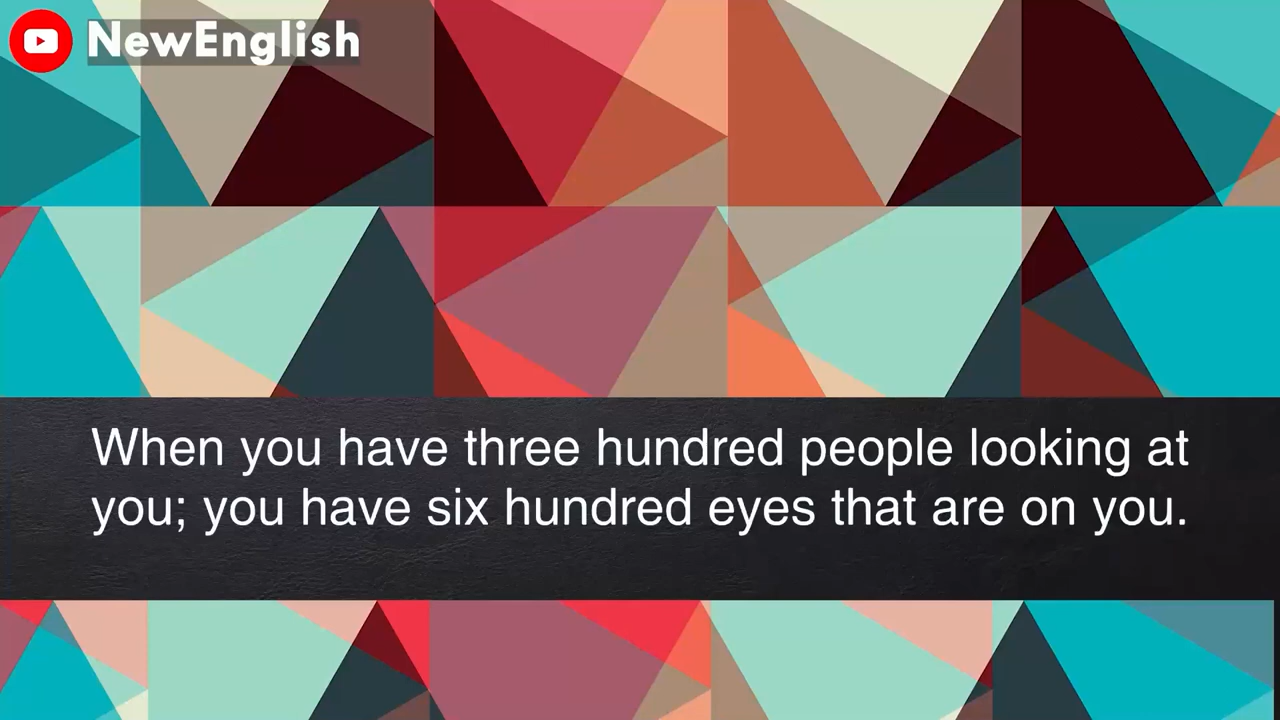 NewEnglish
When you have three hundred people looking at
you; you have six hundred eyes that are on you.